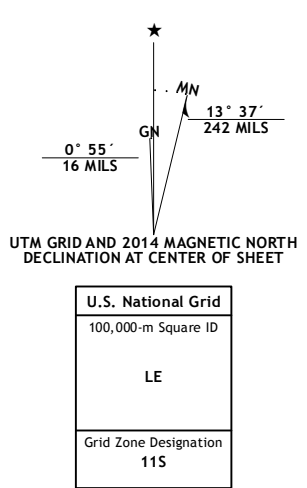 ★
MN
GN
13° 37´
242 MILS
0° 55´
16 MILS
UTM GRID AND 2014 MAGNETIC NORTH
DECLINATION AT CENTER OF SHEET
U.S. National Grid
100,000-m Square ID
LE
Grid Zone Designation
11S